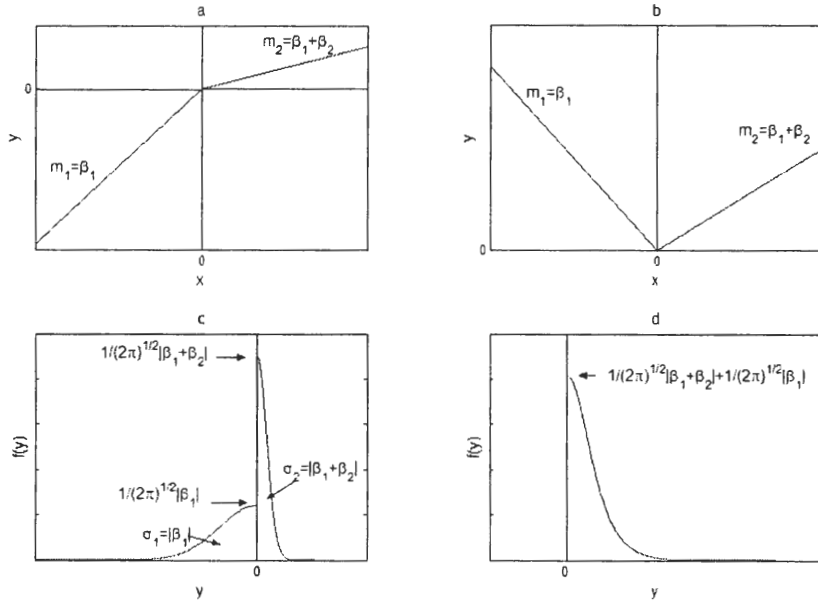 a
m₂=β₁+β₂
0
m₁=β₁
y
0
x
b
m₁=β₁
m₂=β₁+β₂
y
0
0
x
c
1/(2π)^1/2|β₁+β₂|
f(y)
σ₂=|β₁+β₂|
1/(2π)^1/2|β₁|
σ₁=|β₁|
0
y
d
1/(2π)^1/2|β₁+β₂|+1/(2π)^1/2|β₁|
f(y)
0
y